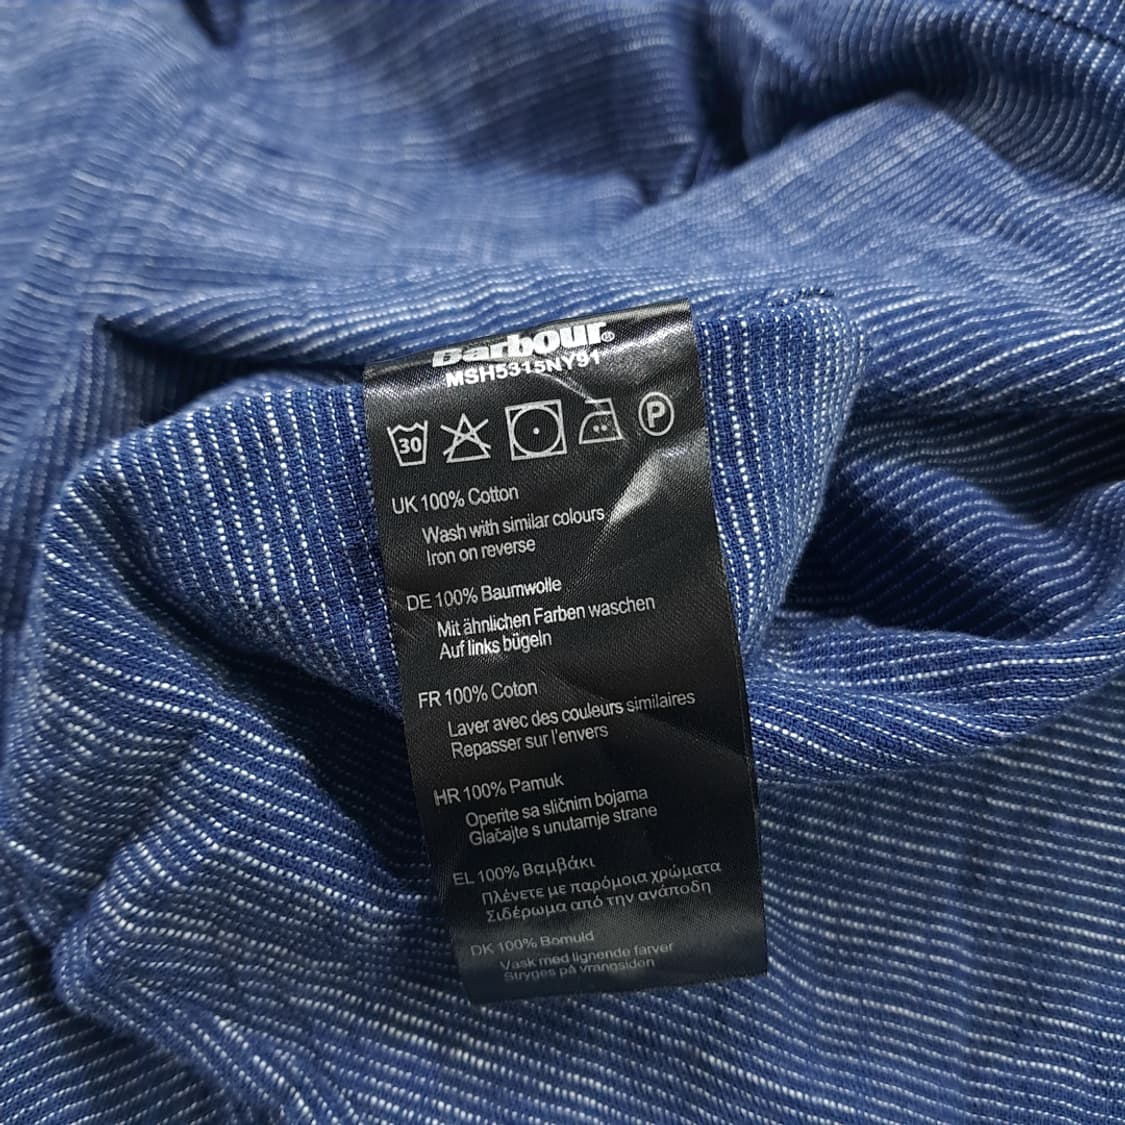 Barbour®
MSH5315NY91
30 P
UK 100% Cotton
Wash with similar colours
Iron on reverse
DE 100% Baumwolle
Mit ähnlichen Farben waschen
Auf links bügeln
FR 100% Coton
Laver avec des couleurs similaires
Repasser sur l'envers
HR 100% Pamuk
Operite sa sličnim bojama
Glačajte s unutarnje strane
EL 100% Βαμβάκι
Πλένετε με παρόμοια χρώματα
Σιδέρωμα από την ανάποδη
DK 100% Bomuld
Vask med lignende farver
Stryges på vrangsiden